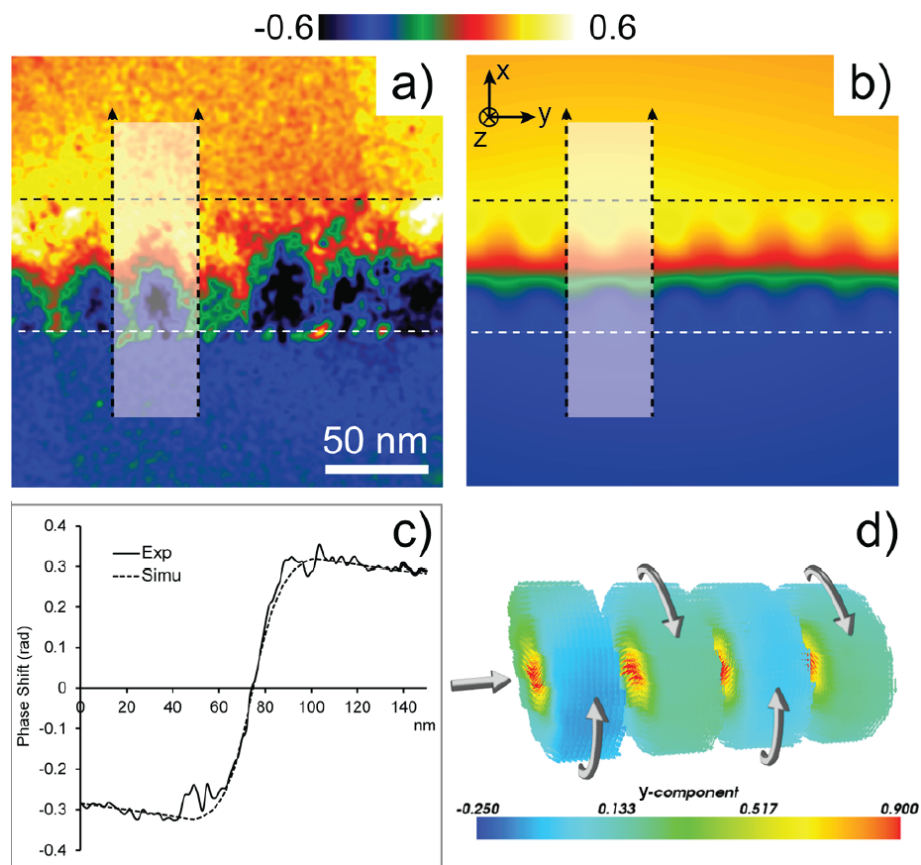 -0.6 0.6
a)
b)
x
y
z
50 nm
c)
0.4
0.3
0.2
0.1
0
-0.1
-0.2
-0.3
-0.4
Phase Shift (rad)
Exp
Simu
0 20 40 60 80 100 120 140
nm
d)
y-component
-0.250 0.133 0.517 0.900